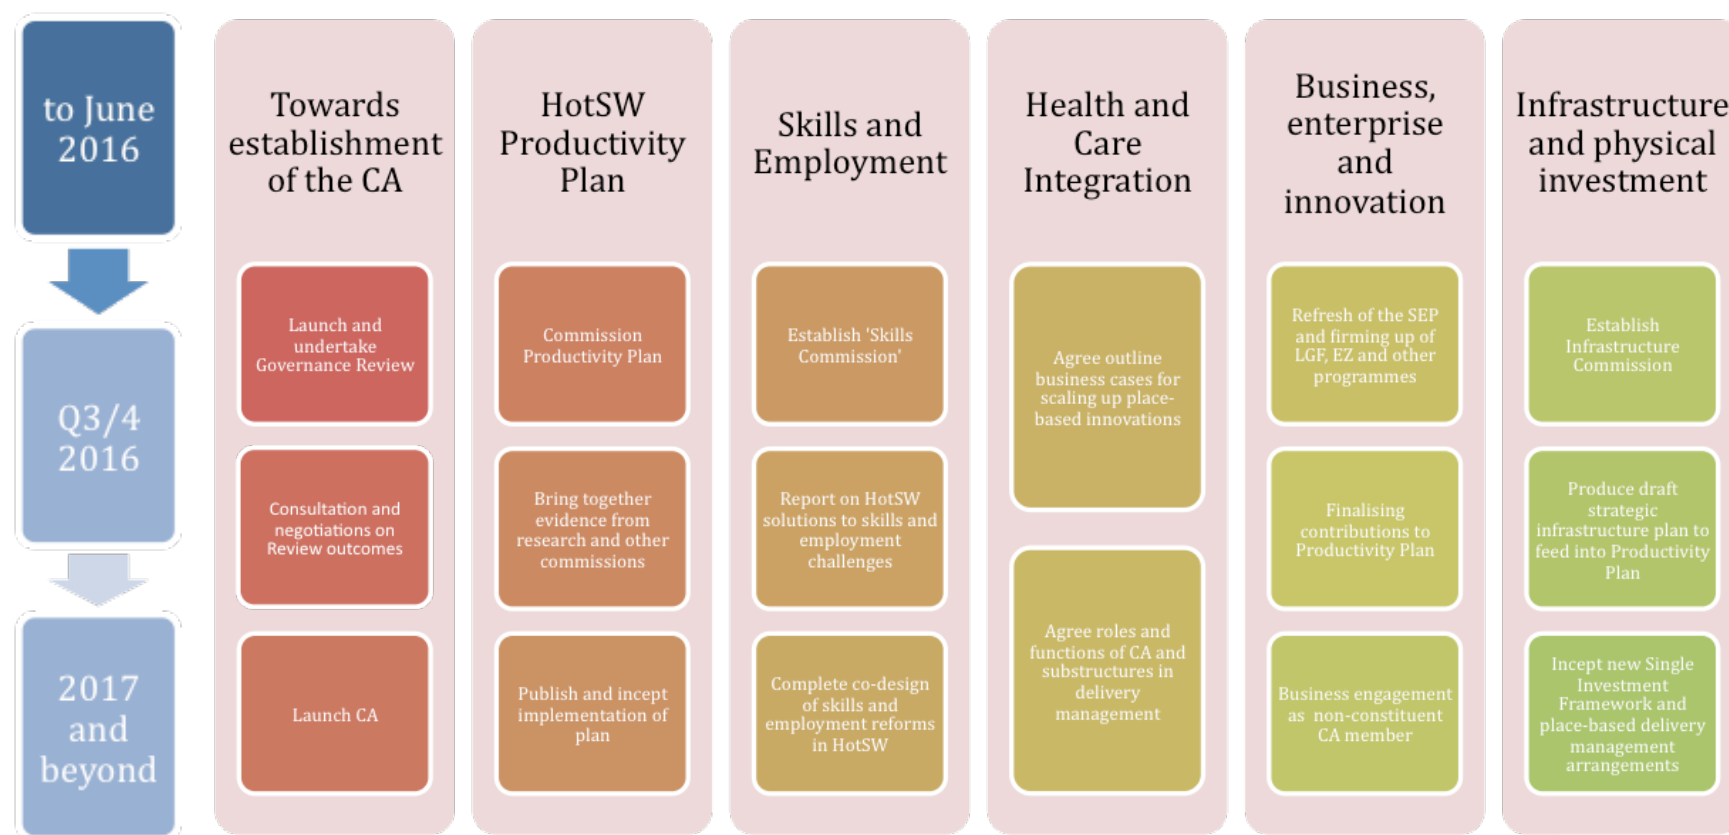 to June
2016
Q3/4
2016
2017
and
beyond
Towards
establishment
of the CA
Launch and
undertake
Governance Review
Consultation and
negotiations on
Review outcomes
Launch CA
HotSW
Productivity
Plan
Commission
Productivity Plan
Bring together
evidence from
research and other
commissions
Publish and incept
implementation of
plan
Skills and
Employment
Establish 'Skills
Commission'
Report on HotSW
solutions to skills and
employment
challenges
Complete co-design
of skills and
employment reforms
in HotSW
Health and
Care
Integration
Agree outline
business cases for
scaling up place-
based innovations
Agree roles and
functions of CA and
substructures in
delivery
management
Business,
enterprise
and
innovation
Refresh of the SEP
and firming up of
LGF, EZ and other
programmes
Finalising
contributions to
Productivity Plan
Business engagement
as non-constituent
CA member
Infrastructure
and physical
investment
Establish
Infrastructure
Commission
Produce draft
strategic
infrastructure plan to
feed into Productivity
Plan
Incept new Single
Investment
Framework and
place-based delivery
management
arrangements